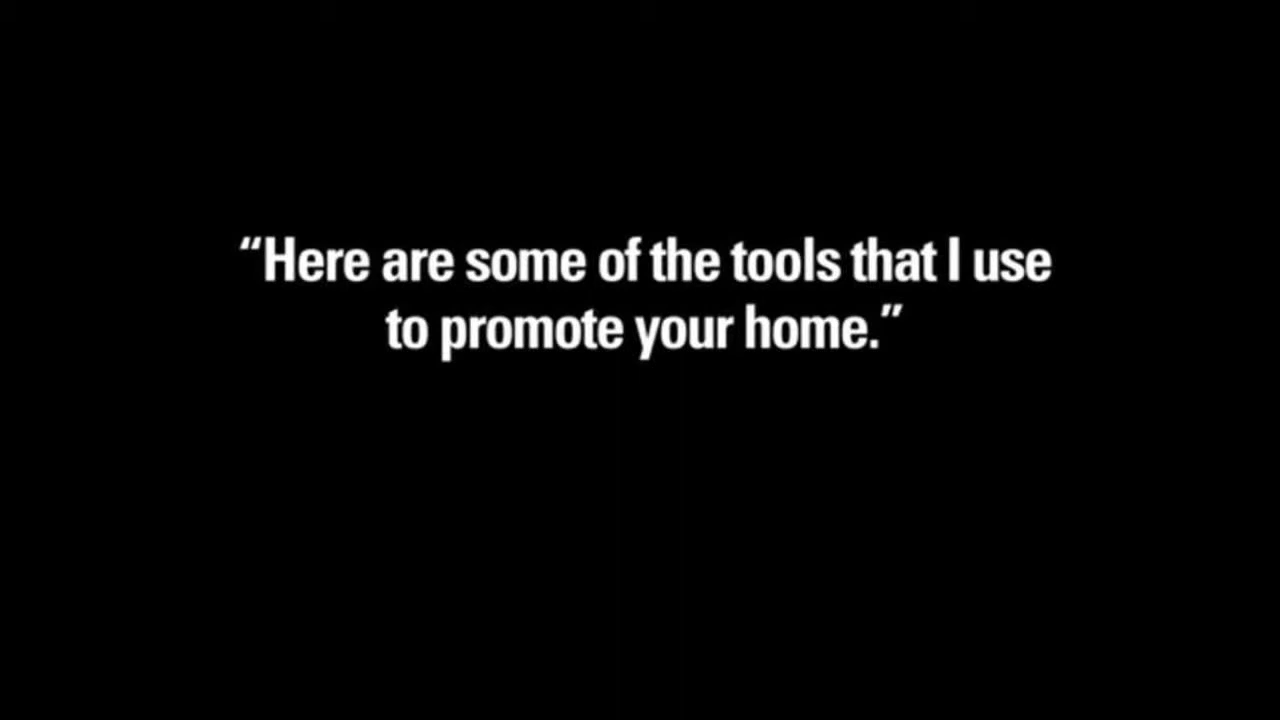 “Here are some of the tools that I use
to promote your home.”